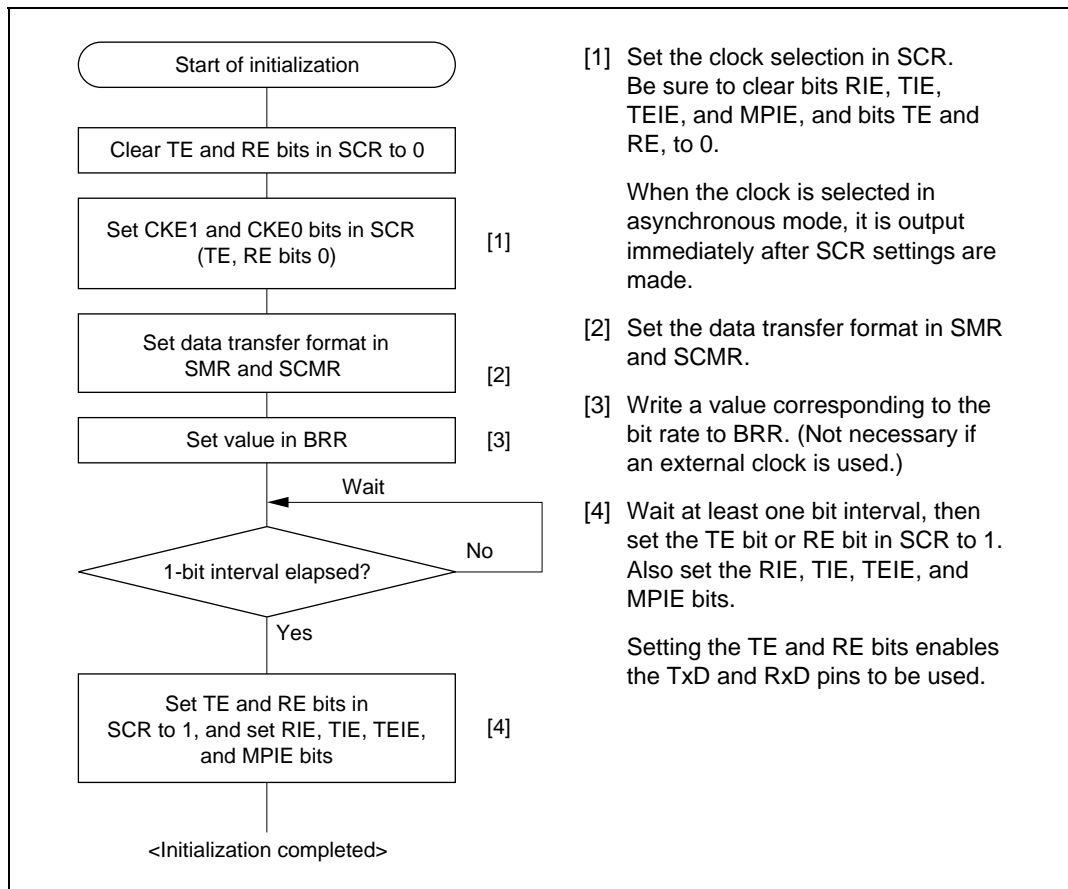 Start of initialization
Clear TE and RE bits in SCR to 0
Set CKE1 and CKE0 bits in SCR
(TE, RE bits 0)
[1]
Set data transfer format in
SMR and SCMR
[2]
Set value in BRR
[3]
Wait
No
1-bit interval elapsed?
Yes
Set TE and RE bits in
SCR to 1, and set RIE, TIE, TEIE,
and MPIE bits
[4]
<Initialization completed>
[1] Set the clock selection in SCR.
Be sure to clear bits RIE, TIE,
TEIE, and MPIE, and bits TE and
RE, to 0.
When the clock is selected in
asynchronous mode, it is output
immediately after SCR settings are
made.
[2] Set the data transfer format in SMR
and SCMR.
[3] Write a value corresponding to the
bit rate to BRR. (Not necessary if
an external clock is used.)
[4] Wait at least one bit interval, then
set the TE bit or RE bit in SCR to 1.
Also set the RIE, TIE, TEIE, and
MPIE bits.
Setting the TE and RE bits enables
the TxD and RxD pins to be used.